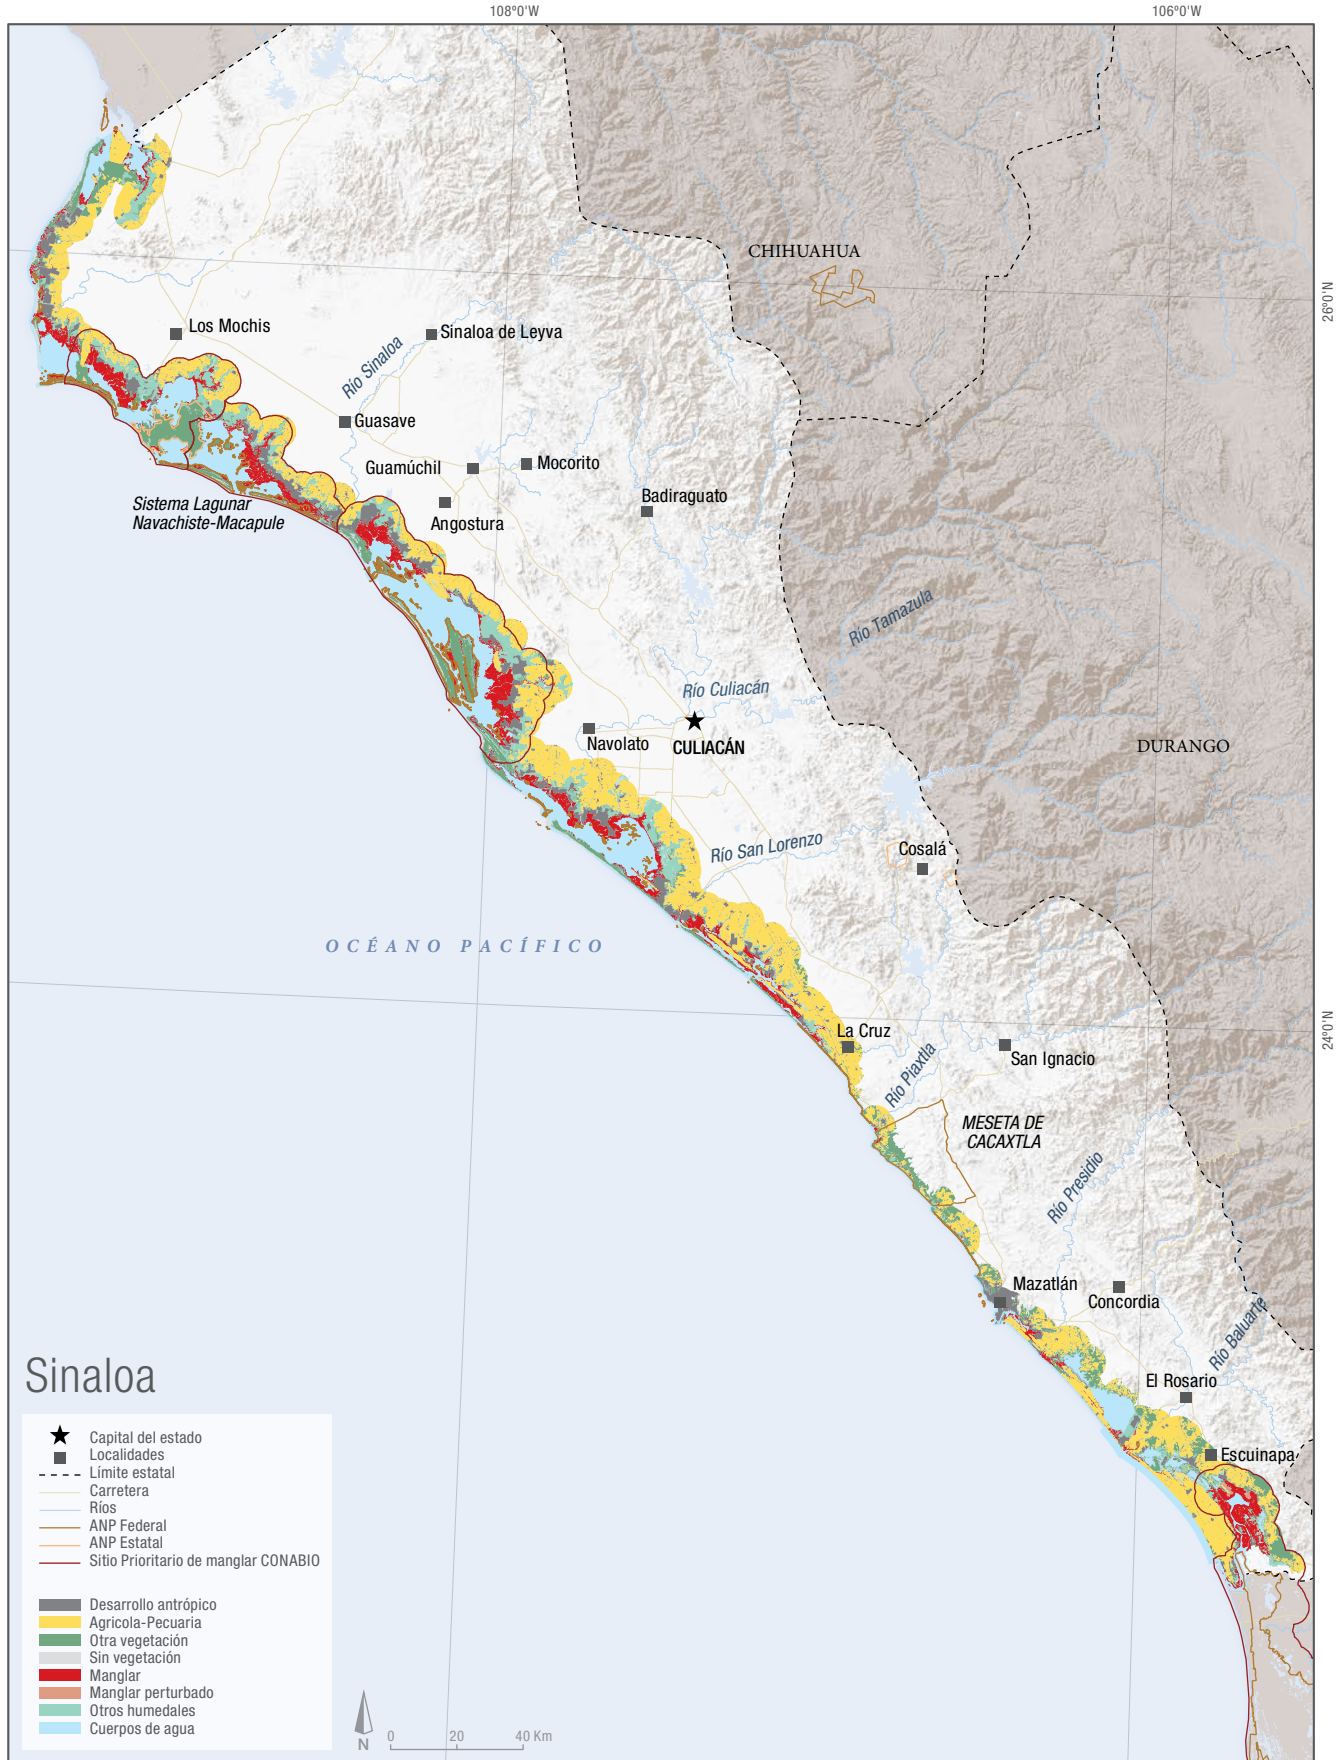 108°0'W
106°0'W
CHIHUAHUA
26°0'N
Los Mochis
Sinaloa de Leyva
Río Sinaloa
Guasave
Guamúchil
Mocorito
Badiraguato
Sistema Lagunar
Navachiste-Macapule
Angostura
Río Tamazula
Río Culiacán
Navolato
CULIACÁN
DURANGO
Río San Lorenzo
Cosalá
OCÉANO PACÍFICO
La Cruz
24°0'N
San Ignacio
Río Piaxtla
MESETA DE
CACAXTLA
Río Presidio
Mazatlán
Concordia
Río Baluarte
El Rosario
Escuinapa
Sinaloa
Capital del estado
Localidades
Límite estatal
Carretera
Ríos
ANP Federal
ANP Estatal
Sitio Prioritario de manglar CONABIO
Desarrollo antrópico
Agricola-Pecuaria
Otra vegetación
Sin vegetación
Manglar
Manglar perturbado
Otros humedales
Cuerpos de agua
N
0 20 40 Km